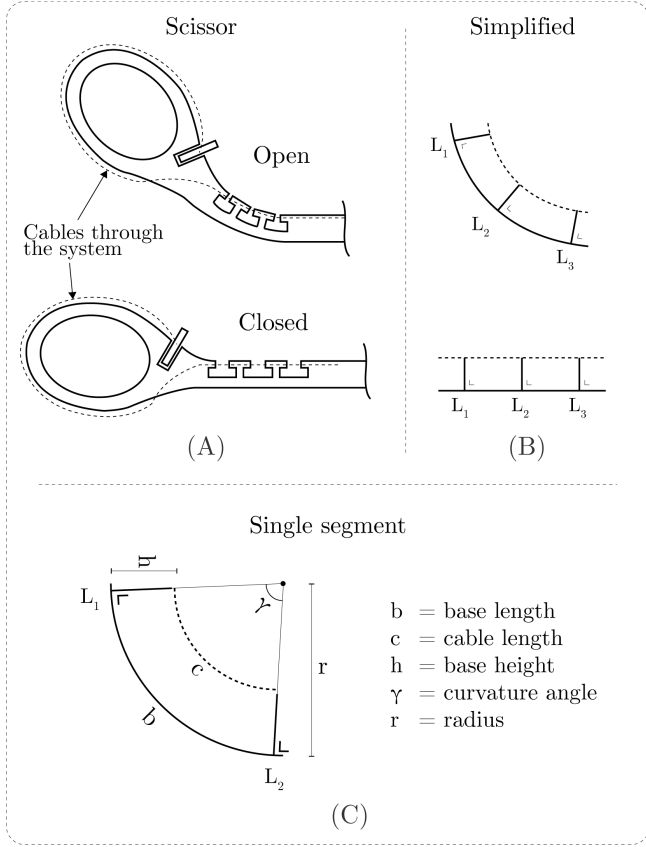 Scissor
Open
Cables through
the system
Closed
(A)
Simplified
L₁
L₂
L₃
L₁ L₂ L₃
(B)
Single segment
h
L₁
γ
r
c
b
L₂
b = base length
c = cable length
h = base height
γ = curvature angle
r = radius
(C)